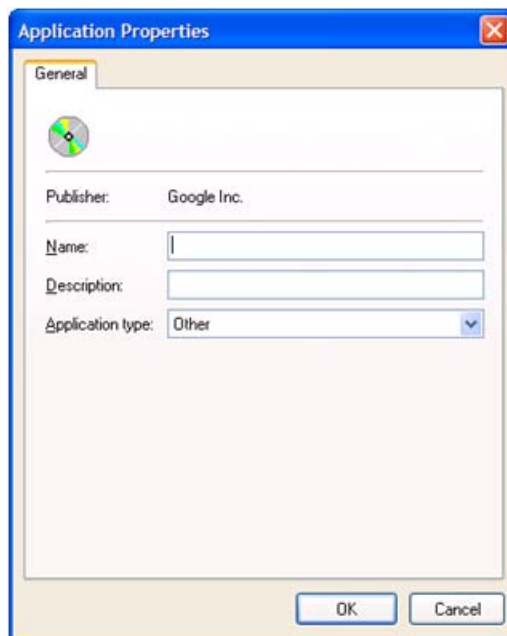 Application Properties
General
Publisher: Google Inc.
Name:
Description:
Application type: Other
OK Cancel